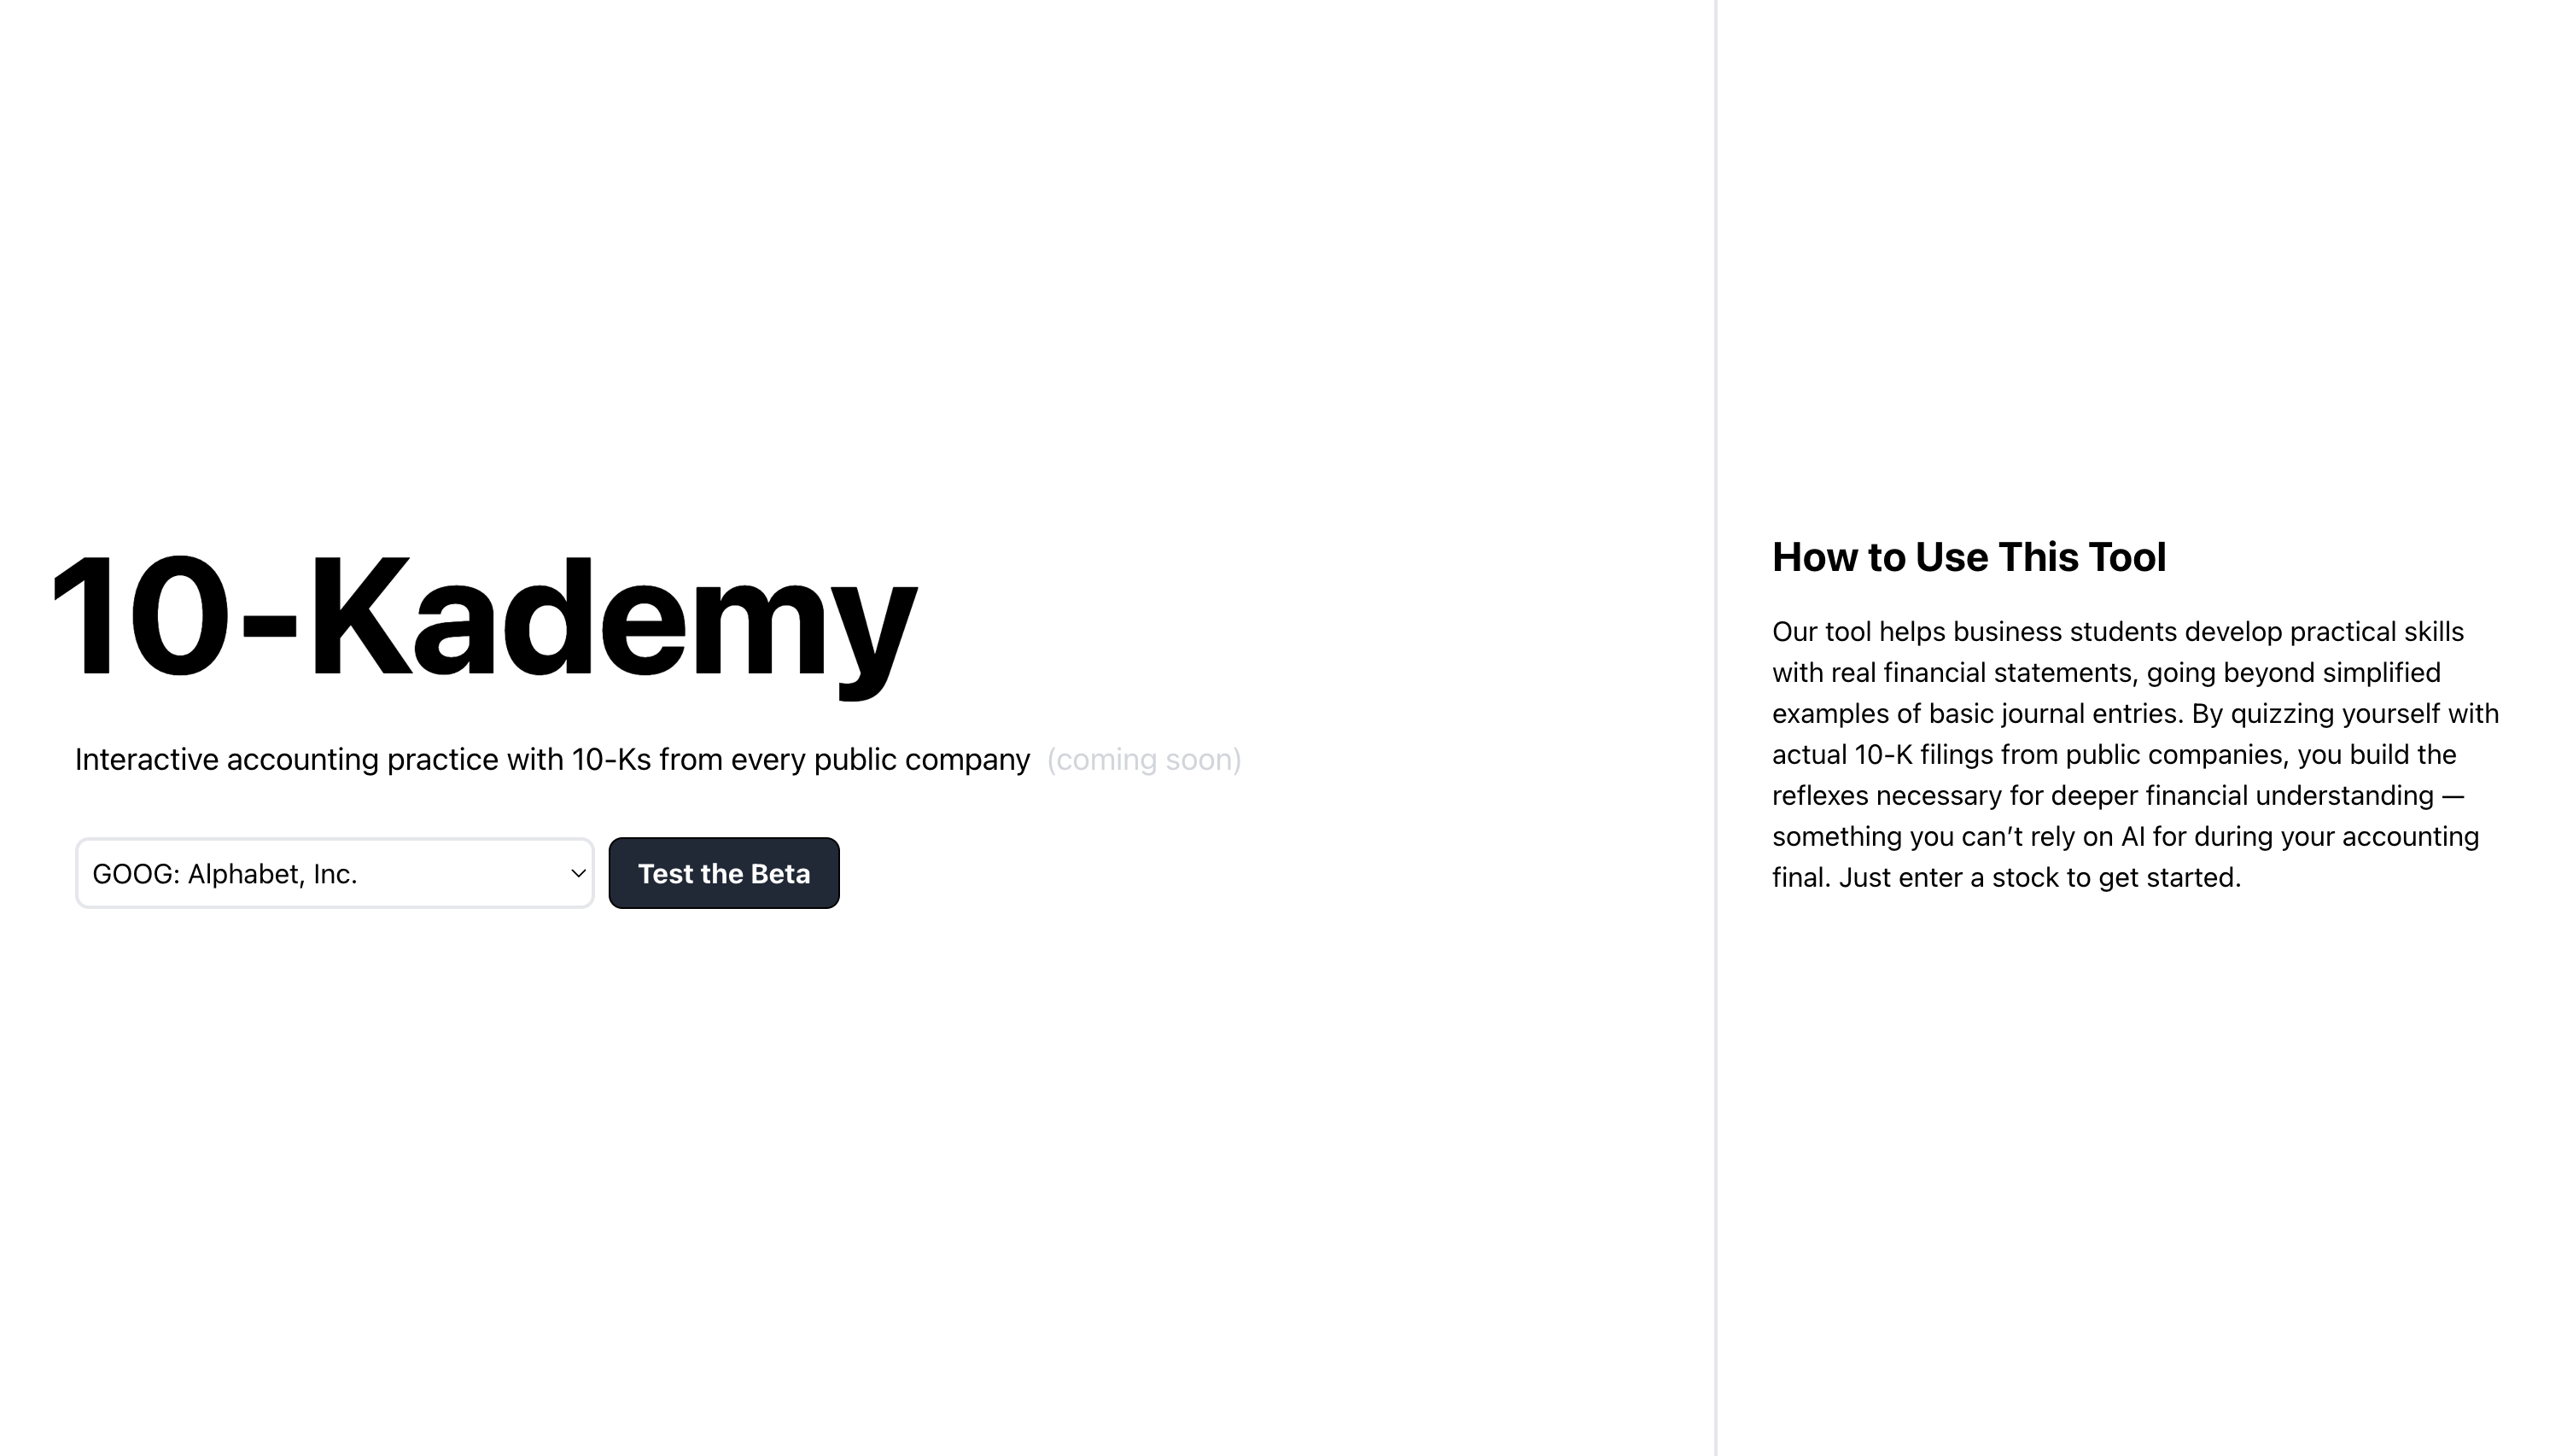 10-Kademy
Interactive accounting practice with 10-Ks from every public company (coming soon)
GOOG: Alphabet, Inc.
Test the Beta
How to Use This Tool
Our tool helps business students develop practical skills
with real financial statements, going beyond simplified
examples of basic journal entries. By quizzing yourself with
actual 10-K filings from public companies, you build the
reflexes necessary for deeper financial understanding —
something you can’t rely on AI for during your accounting
final. Just enter a stock to get started.